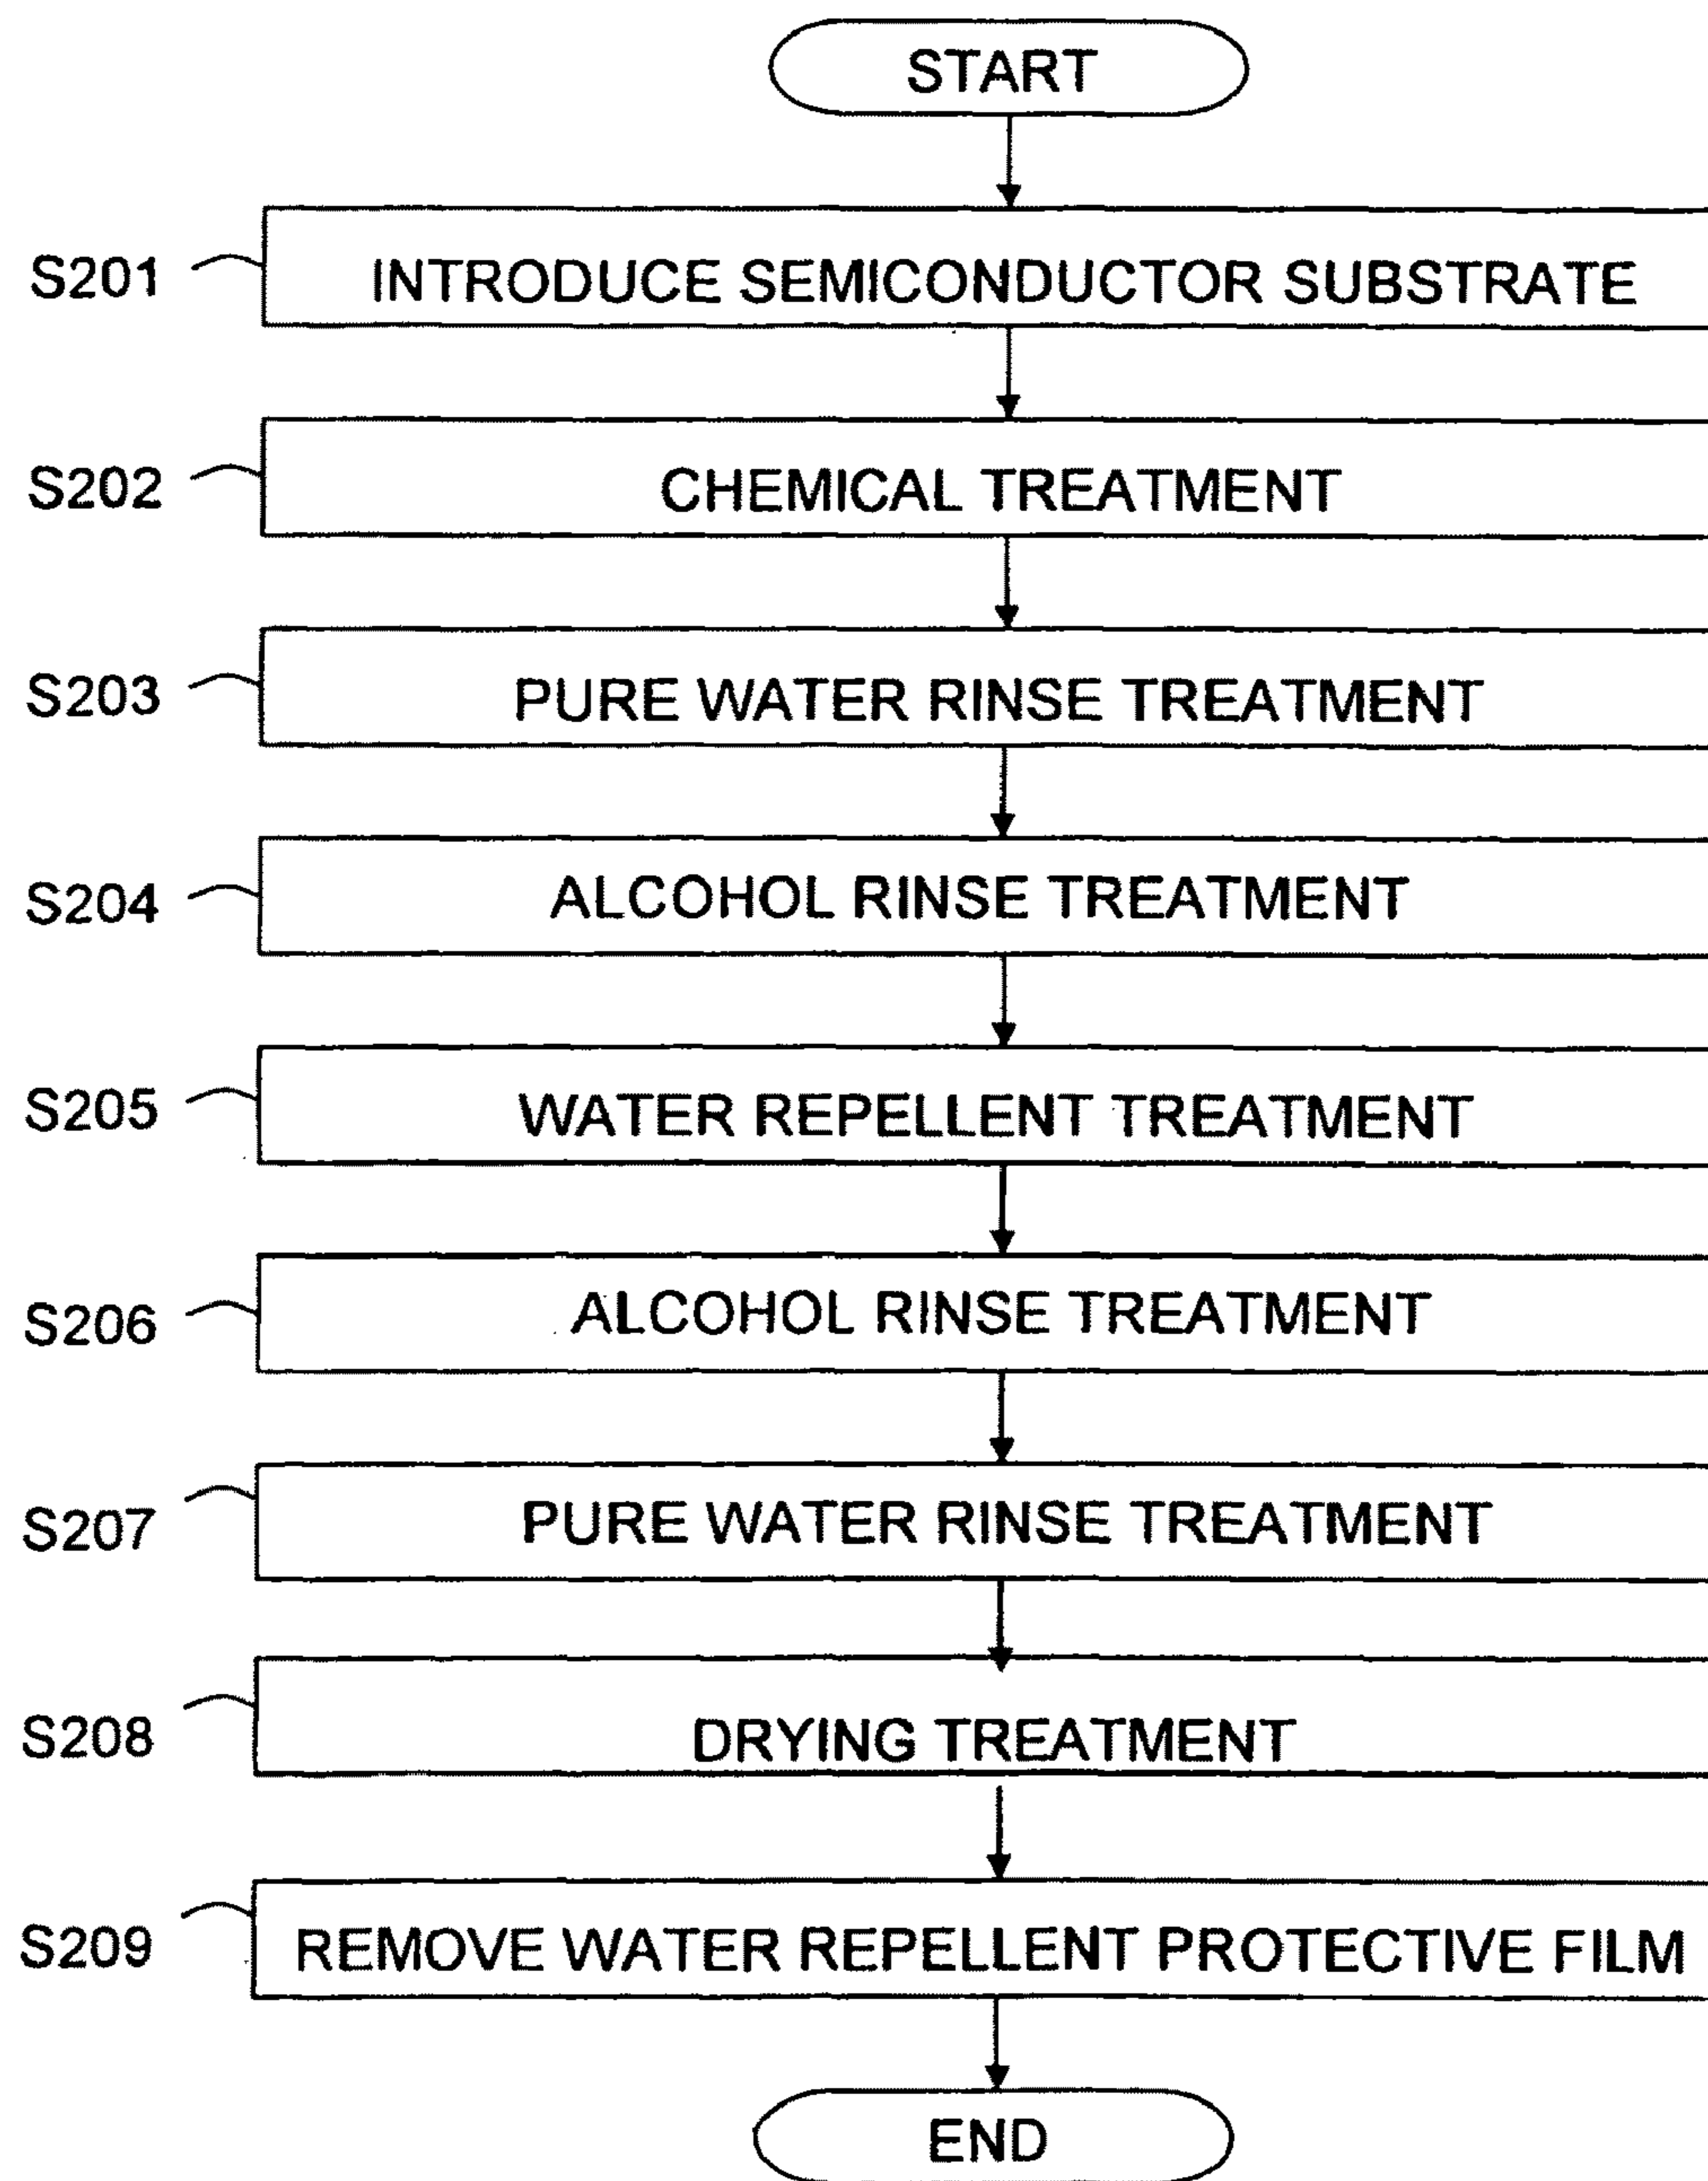 START
S201 INTRODUCE SEMICONDUCTOR SUBSTRATE
S202 CHEMICAL TREATMENT
S203 PURE WATER RINSE TREATMENT
S204 ALCOHOL RINSE TREATMENT
S205 WATER REPELLENT TREATMENT
S206 ALCOHOL RINSE TREATMENT
S207 PURE WATER RINSE TREATMENT
S208 DRYING TREATMENT
S209 REMOVE WATER REPELLENT PROTECTIVE FILM
END